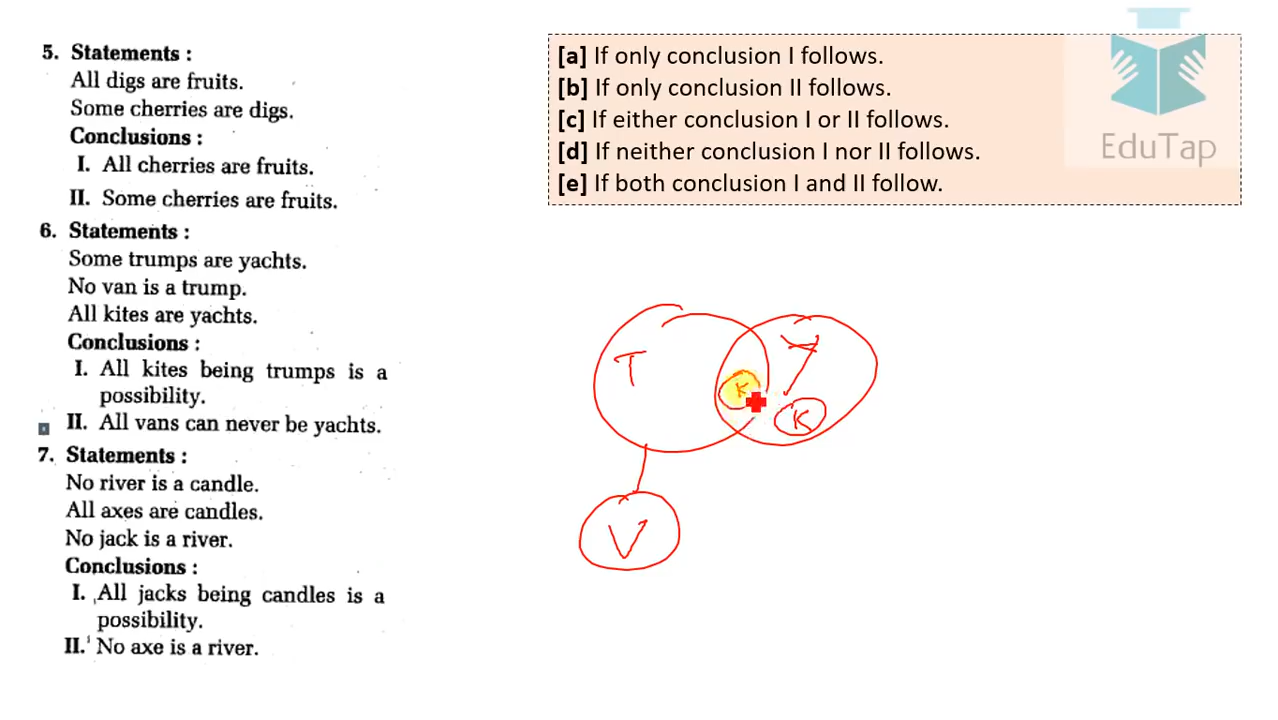 5. Statements :
All digs are fruits.
Some cherries are digs.
Conclusions :
I. All cherries are fruits.
II. Some cherries are fruits.
6. Statements :
Some trumps are yachts.
No van is a trump.
All kites are yachts.
Conclusions :
I. All kites being trumps is a
possibility.
II. All vans can never be yachts.
7. Statements :
No river is a candle.
All axes are candles.
No jack is a river.
Conclusions :
I. All jacks being candles is a
possibility.
II. No axe is a river.
[a] If only conclusion I follows.
[b] If only conclusion II follows.
[c] If either conclusion I or II follows.
[d] If neither conclusion I nor II follows.
[e] If both conclusion I and II follow.
EduTap
T
Y
K
K
V